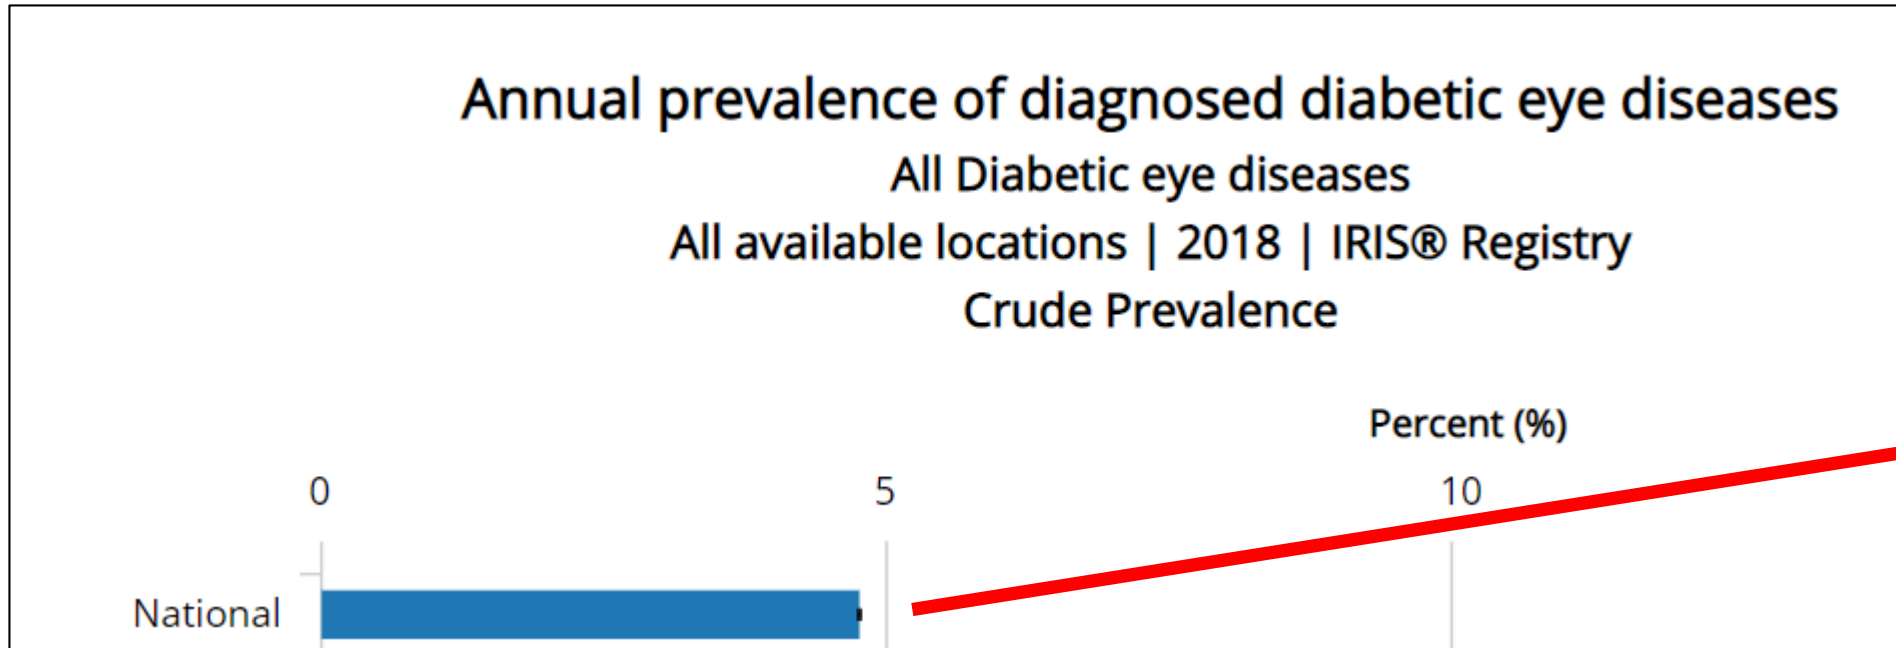 Annual prevalence of diagnosed diabetic eye diseases
All Diabetic eye diseases
All available locations | 2018 | IRIS® Registry
Crude Prevalence
Percent (%)
0 5 10
National